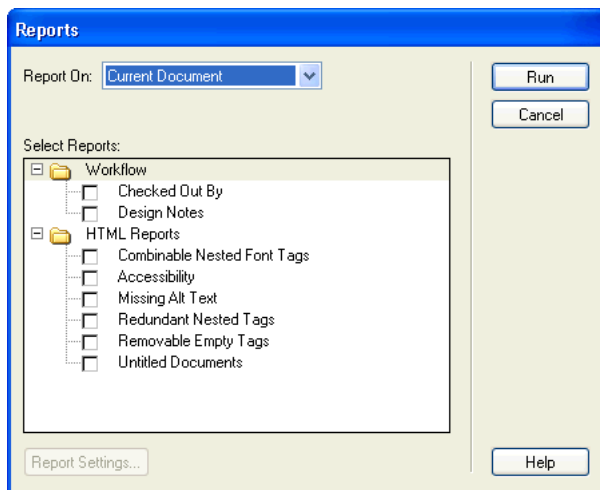 Reports
Report On: Current Document
Run
Cancel
Select Reports:
Workflow
Checked Out By
Design Notes
HTML Reports
Combinable Nested Font Tags
Accessibility
Missing Alt Text
Redundant Nested Tags
Removable Empty Tags
Untitled Documents
Report Settings...
Help